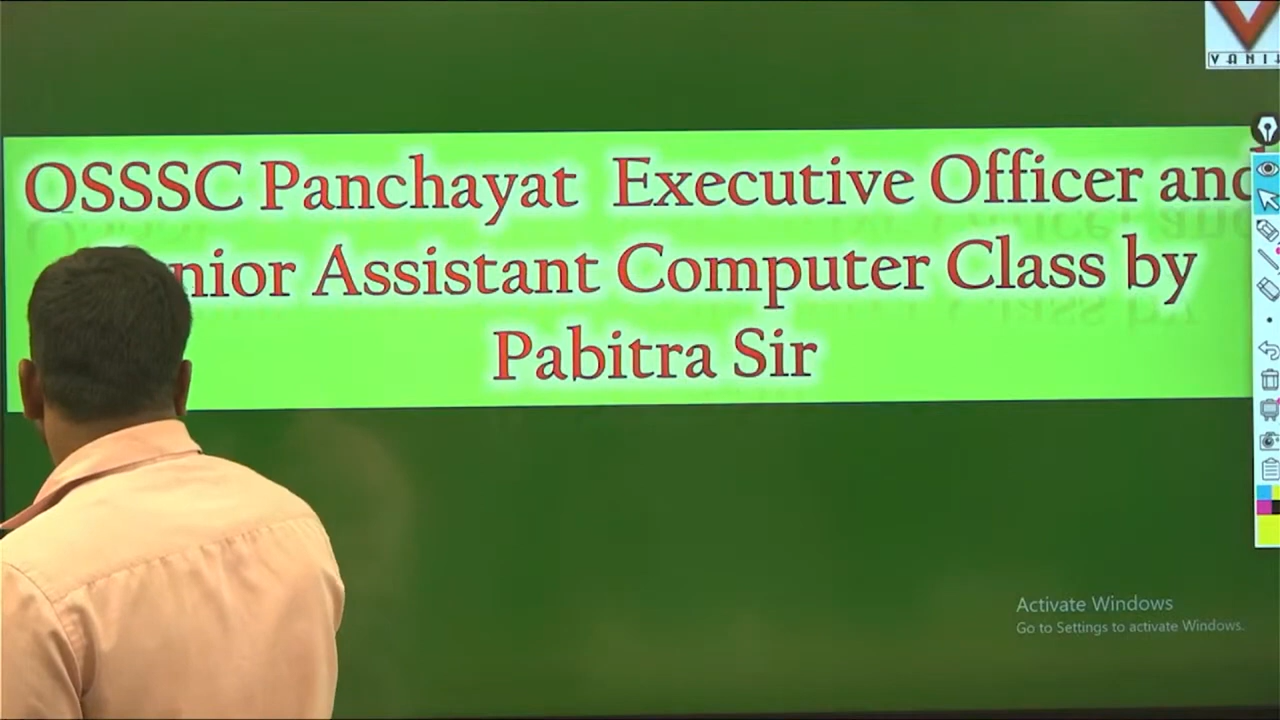 OSSSC Panchayat Executive Officer and
Assistant Computer Class by
Pabitra Sir
Activate Windows
Go to Settings to activate Windows.